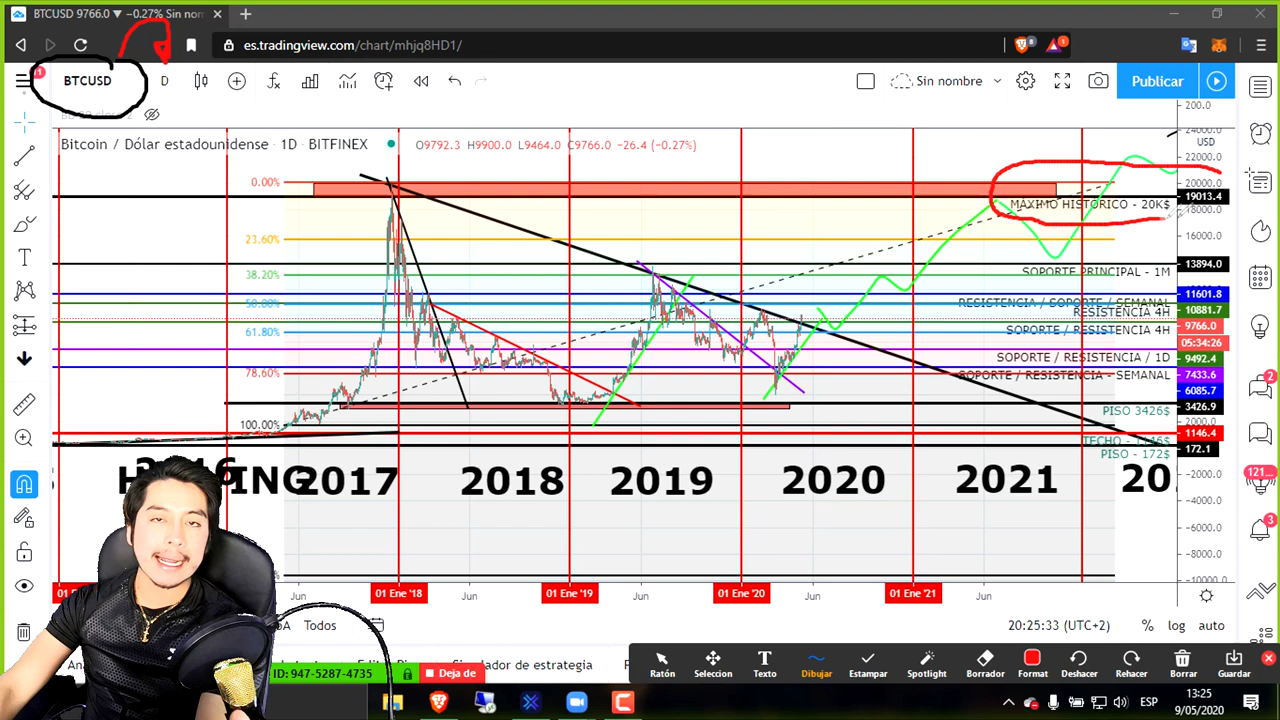 BTCUSD 9766.0 ▼ −0.27% Sin nom
es.tradingview.com/chart/mhjq8HD1/
8
1
BTCUSD
D
Sin nombre
Publicar
Bitcoin / Dólar estadounidense · 1D · BITFINEX
O9792.3 H9900.0 L9464.0 C9766.0 −26.4 (−0.27%)
200.0
24000.0
USD
22000.0
20000.0
19013.4
18000.0
16000.0
13894.0
11601.8
10881.7
9766.0
05:34:26
9492.4
7433.6
6085.7
3426.9
2000.0
1146.4
172.1
-2000.0
-4000.0
-6000.0
-8000.0
-10000.0
0.00%
23.60%
38.20%
50.00%
61.80%
78.60%
100.00%
MÁXIMO HISTÓRICO - 20K$
SOPORTE PRINCIPAL - 1M
RESISTENCIA / SOPORTE / SEMANAL
RESISTENCIA 4H
SOPORTE / RESISTENCIA 4H
SOPORTE / RESISTENCIA / 1D
SOPORTE / RESISTENCIA - SEMANAL
PISO 3426$
TECHO - 1146$
PISO - 172$
2016
2017
2018
2019
2020
2021
20
Jun
01 Ene '18
Jun
01 Ene '19
Jun
01 Ene '20
Jun
01 Ene '21
Jun
Todos
20:25:33 (UTC+2)
%
log
auto
121
3
Simulador de estrategia
ID: 947-5287-4735
Deja de
Ratón
Seleccion
Texto
Dibujar
Estampar
Spotlight
Borrador
Format
Deshacer
Rehacer
Borrar
Guardar
ESP
13:25
9/05/2020